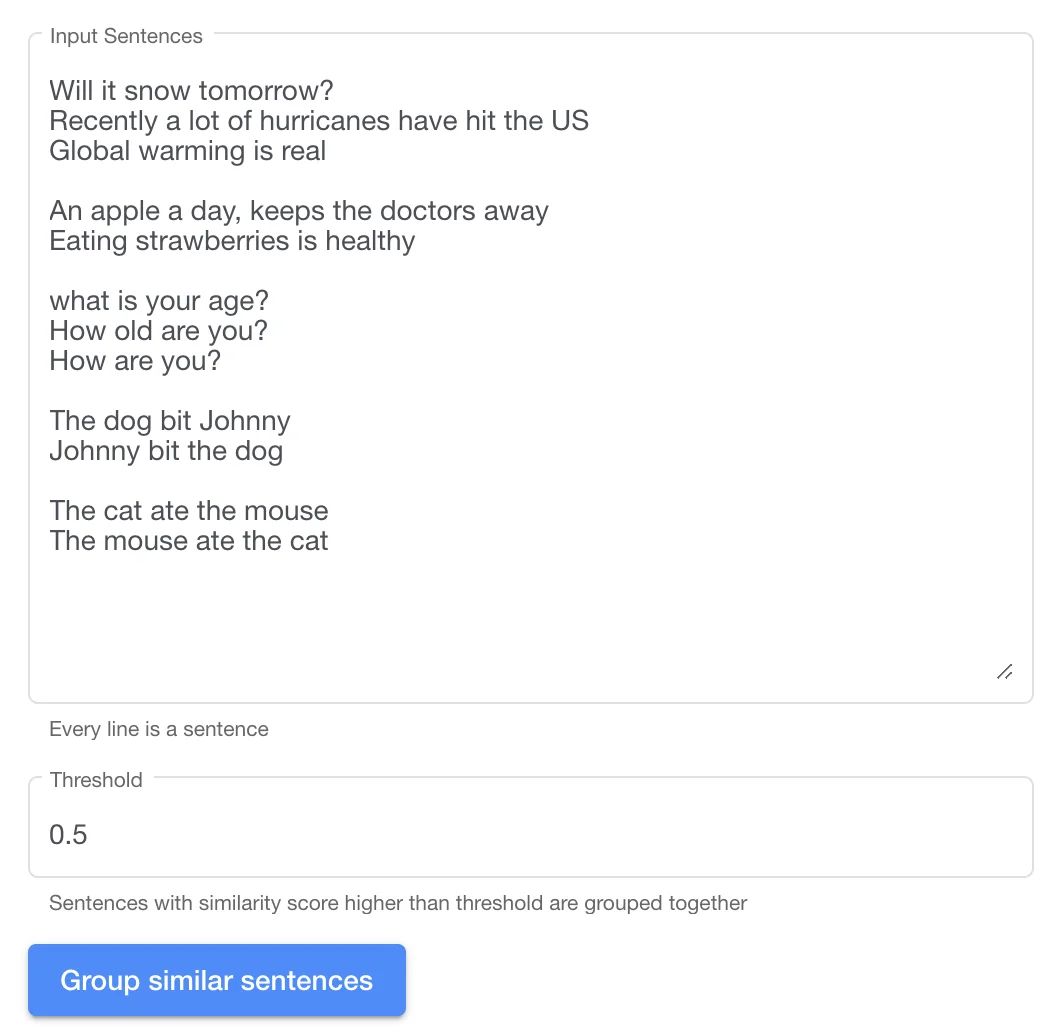 Input Sentences
Will it snow tomorrow?
Recently a lot of hurricanes have hit the US
Global warming is real
An apple a day, keeps the doctors away
Eating strawberries is healthy
what is your age?
How old are you?
How are you?
The dog bit Johnny
Johnny bit the dog
The cat ate the mouse
The mouse ate the cat
Every line is a sentence
Threshold
0.5
Sentences with similarity score higher than threshold are grouped together
Group similar sentences